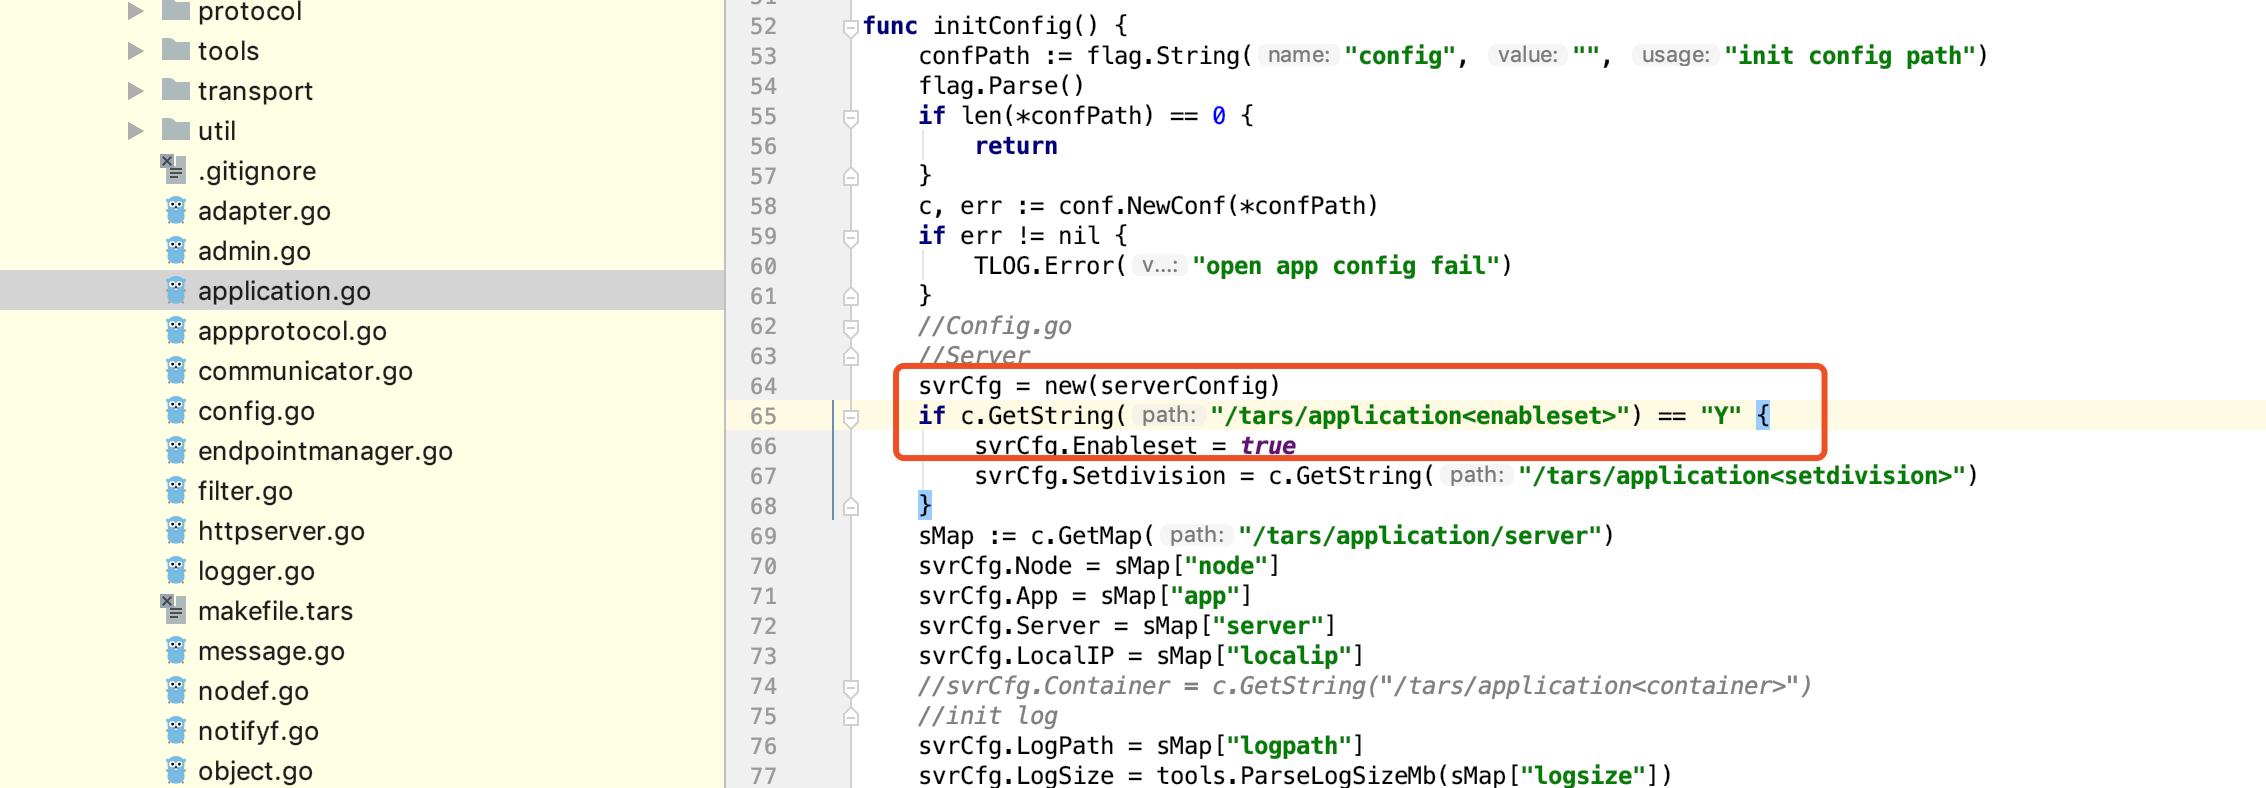 protocol
tools
transport
util
.gitignore
adapter.go
admin.go
application.go
appprotocol.go
communicator.go
config.go
endpointmanager.go
filter.go
httpserver.go
logger.go
makefile.tars
message.go
nodef.go
notifyf.go
object.go
52 func initConfig() {
53 confPath := flag.String( name: "config", value: "", usage: "init config path")
54 flag.Parse()
55 if len(*confPath) == 0 {
56 return
57 }
58 c, err := conf.NewConf(*confPath)
59 if err != nil {
60 TLOG.Error( v...: "open app config fail")
61 }
62 //Config.go
63 //Server
64 svrCfg = new(serverConfig)
65 if c.GetString( path: "/tars/application<enableset>") == "Y" {
66 svrCfg.Enableset = true
67 svrCfg.Setdivision = c.GetString( path: "/tars/application<setdivision>")
68 }
69 sMap := c.GetMap( path: "/tars/application/server")
70 svrCfg.Node = sMap["node"]
71 svrCfg.App = sMap["app"]
72 svrCfg.Server = sMap["server"]
73 svrCfg.LocalIP = sMap["localip"]
74 //svrCfg.Container = c.GetString("/tars/application<container>")
75 //init log
76 svrCfg.LogPath = sMap["logpath"]
77 svrCfg.LogSize = tools.ParseLogSizeMb(sMap["logsize"])